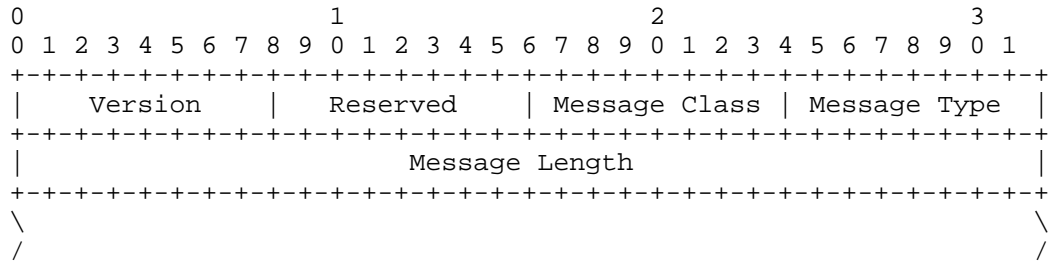 0                   1                   2                   3
0 1 2 3 4 5 6 7 8 9 0 1 2 3 4 5 6 7 8 9 0 1 2 3 4 5 6 7 8 9 0 1
+-+-+-+-+-+-+-+-+-+-+-+-+-+-+-+-+-+-+-+-+-+-+-+-+-+-+-+-+-+-+-+-+
|    Version    |   Reserved    | Message Class | Message Type  |
+-+-+-+-+-+-+-+-+-+-+-+-+-+-+-+-+-+-+-+-+-+-+-+-+-+-+-+-+-+-+-+-+
|                        Message Length                         |
+-+-+-+-+-+-+-+-+-+-+-+-+-+-+-+-+-+-+-+-+-+-+-+-+-+-+-+-+-+-+-+-+
\                                                               \
/                                                               /